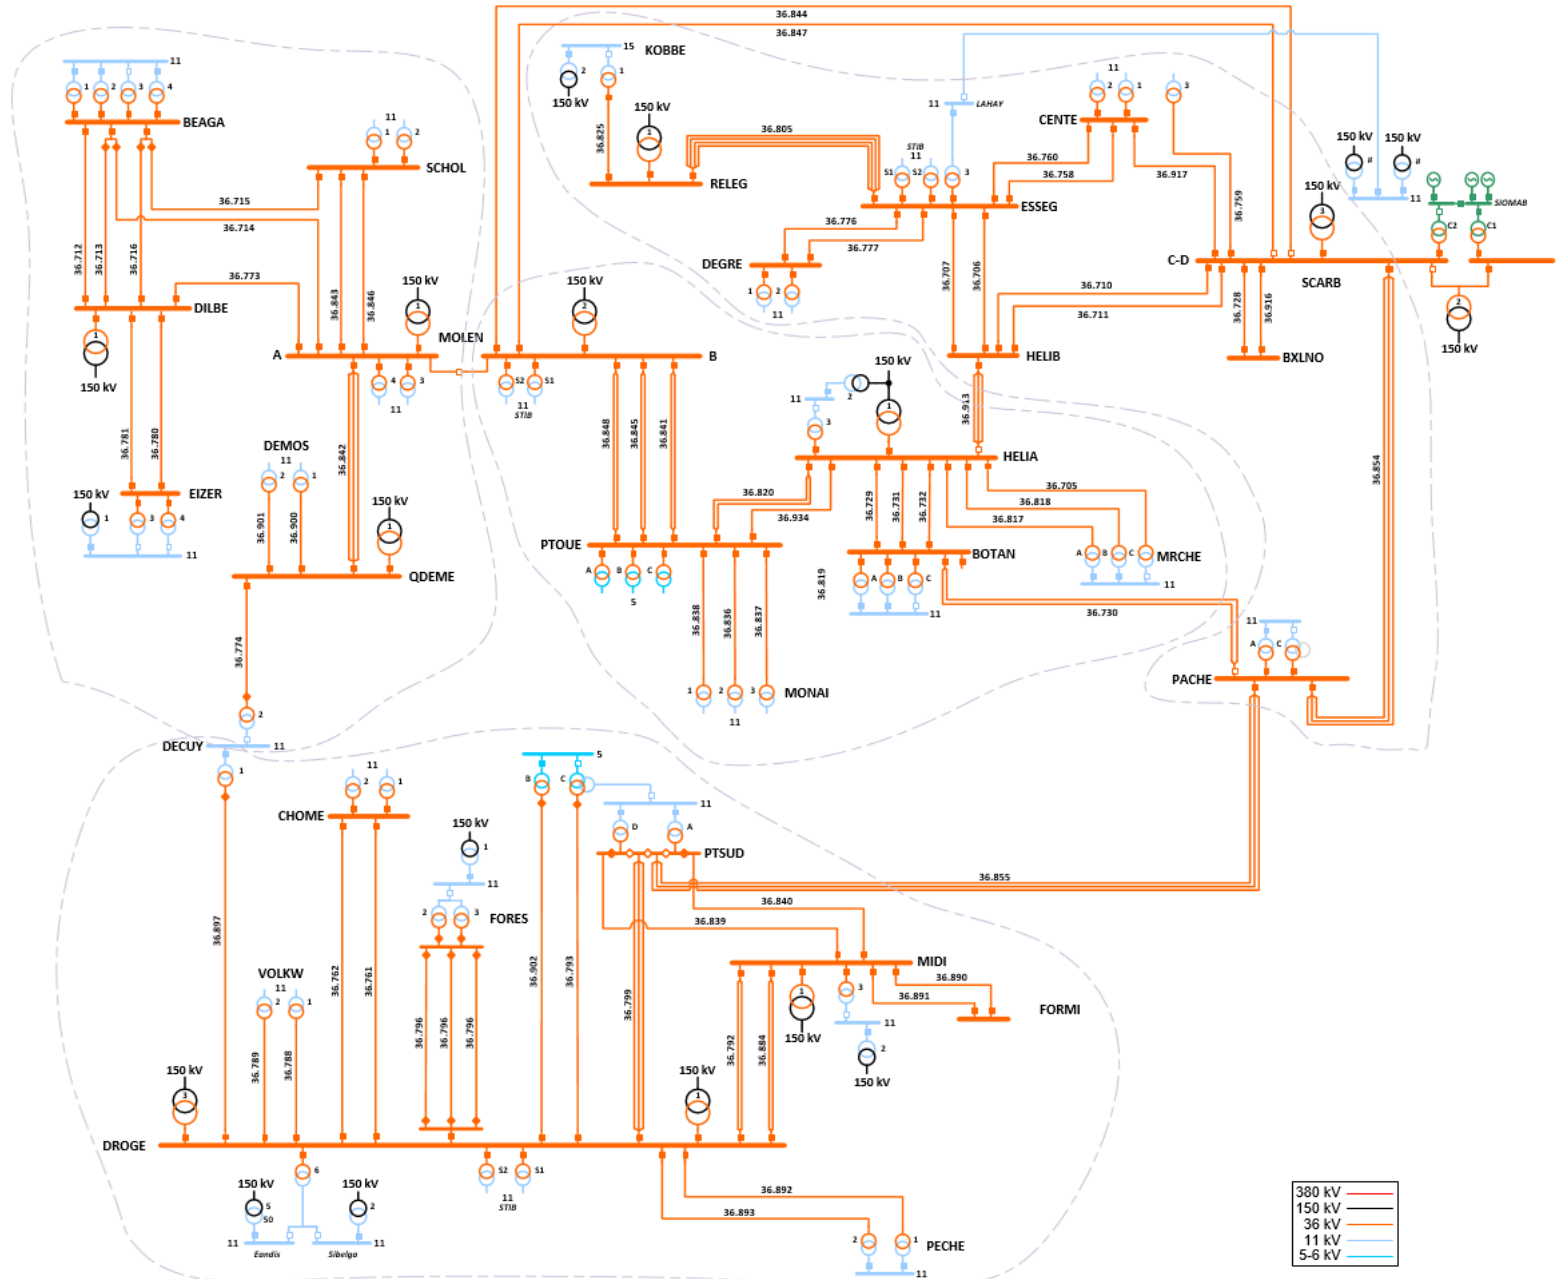 36.844
36.847
15 KOBBE
2 1
150 kV
150 kV
1
36.825
RELEG
36.805
11
1 2 3 4
BEAGA
11
1 2
SCHOL
36.715
36.714
36.712
36.713
36.716
36.773
DILBE
1
150 kV
36.843
36.846
150 kV
1
MOLEN
A
4 3
11
150 kV
2
B
S2 S1
11
STIB
11 LAHAY
STIB
11
S1 S2 3
ESSEG
36.776
36.777
DEGRE
1 2
11
11
2 1 3
CENTE
36.760
36.758
36.917
36.759
36.707
36.706
36.710
36.711
HELIB
150 kV 150 kV
# #
11
SIOMAB
C2 C1
150 kV
3
C-D
SCARB
36.728
36.916
BXLNO
2
150 kV
36.854
36.781
36.780
EIZER
150 kV
1 3 4
11
DEMOS
11
2 1
36.901
36.900
36.842
150 kV
1
QDEME
36.774
2
DECUY 11
1
36.848
36.845
36.841
150 kV
2
1
11
3
36.913
HELIA
36.820
36.934
36.729
36.731
36.732
36.705
36.818
36.817
PTOUE
A B C
5
36.838
36.836
36.837
1 2 3
MONAI
11
36.819
BOTAN
A B C
11
A B C
MRCHE
11
36.730
11
A C
PACHE
36.855
36.897
11
2 1
CHOME
36.762
36.761
VOLKW
11
2 1
36.789
36.788
150 kV
1
11
2 3
FORES
36.796
36.796
36.796
5
B C
36.902
36.793
11
D A
PTSUD
36.840
36.839
36.799
MIDI
1
150 kV
3
11
2
150 kV
36.890
36.891
FORMI
36.792
36.884
150 kV
3
150 kV
1
DROGE
6
150 kV
5
S0
150 kV
2
11 Eandis
Sibelga 11
S2 S1
11
STIB
36.892
36.893
2 1
PECHE
11
380 kV
150 kV
36 kV
11 kV
5-6 kV